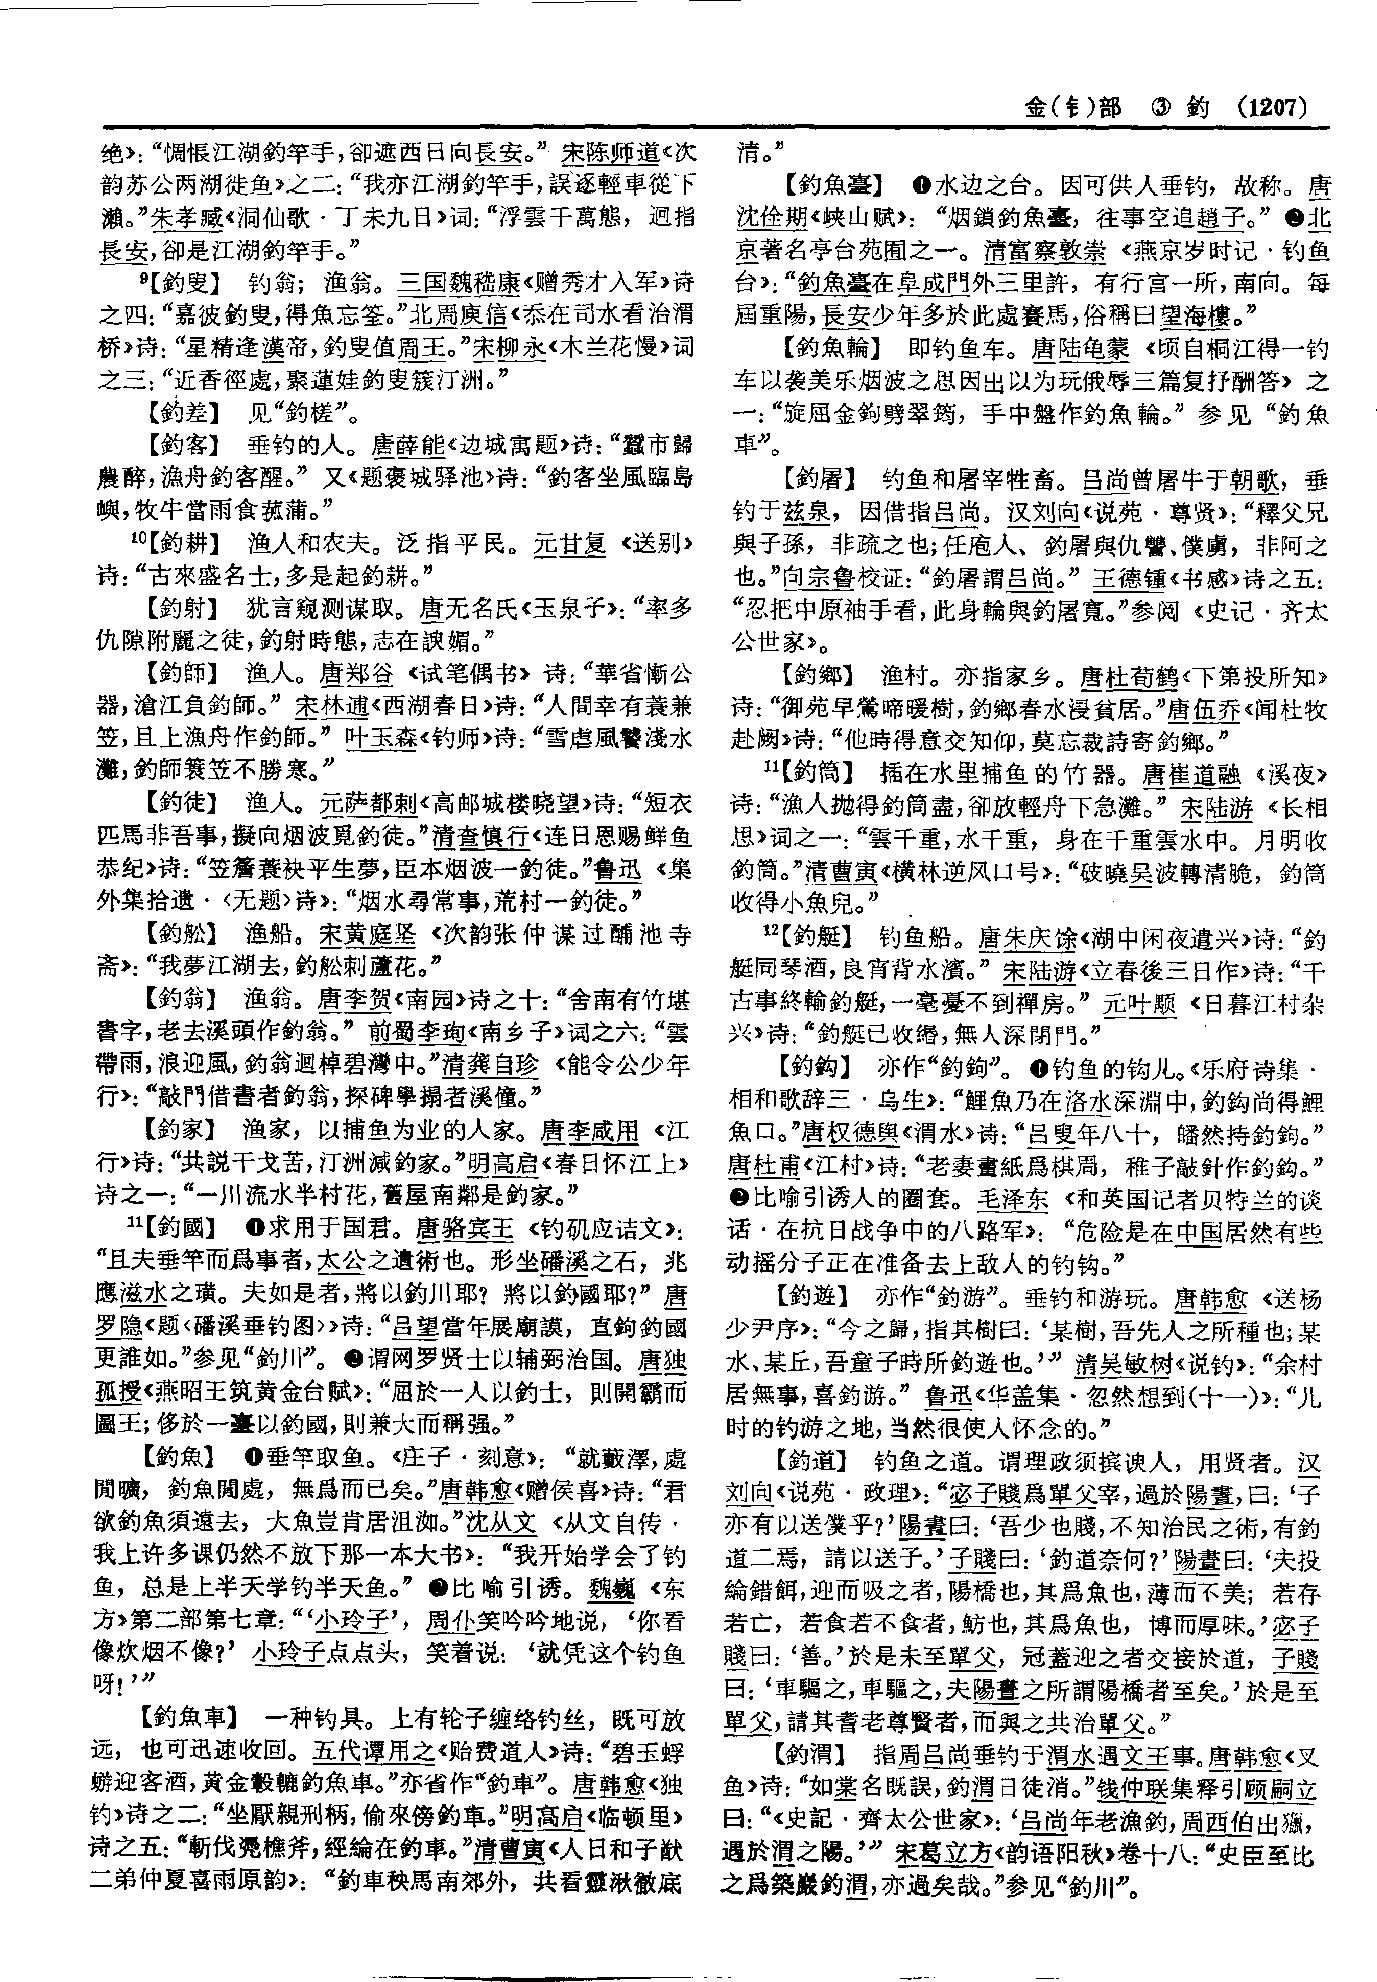 金(钅)部 ③ 釣 (1207)
绝》：“惆悵江湖釣竿手，卻遮西日向長安。” 宋陈师道《次
韵苏公两湖徙鱼》之二：“我亦江湖釣竿手，誤逐輕車從下
瀨。”朱孝臧《洞仙歌·丁未九日》词：“浮雲千萬態，迴指
長安，卻是江湖釣竿手。”
9【釣叟】 钓翁；渔翁。三国魏嵇康《赠秀才入军》诗
之四：“嘉彼釣叟，得魚忘筌。”北周庾信《忝在司水看治渭
桥》诗：“星精逢漢帝，釣叟值周王。”宋柳永《木兰花慢》词
之三：“近香徑處，聚蓮娃釣叟簇汀洲。”
【釣差】 见“釣槎”。
【釣客】 垂钓的人。唐薛能《边城寓题》诗：“蠶市歸
農醉，漁舟釣客醒。” 又《题褒城驿池》诗：“釣客坐風臨島
嶼，牧牛當雨食菰蒲。”
10【釣耕】 渔人和农夫。泛指平民。元甘复《送别》
诗：“古來盛名士，多是起釣耕。”
【釣射】 犹言窥测谋取。唐无名氏《玉泉子》：“率多
仇隙附麗之徒，釣射時態，志在諛媚。”
【釣師】 渔人。唐郑谷《试笔偶书》诗：“華省慚公
器，滄江負釣師。” 宋林逋《西湖春日》诗：“人間幸有蓑兼
笠，且上漁舟作釣師。” 叶玉森《钓师》诗：“雪虐風饕淺水
灘，釣師簑笠不勝寒。”
【釣徒】 渔人。元萨都剌《高邮城楼晓望》诗：“短衣
匹馬非吾事，擬向烟波覓釣徒。”清查慎行《连日恩赐鲜鱼
恭纪》诗：“笠簷蓑袂平生夢，臣本烟波一釣徒。”鲁迅《集
外集拾遗·〈无题〉诗》：“烟水尋常事，荒村一釣徒。”
【釣舩】 渔船。宋黄庭坚《次韵张仲谋过酺池寺
斋》：“我夢江湖去，釣舩刺蘆花。”
【釣翁】 渔翁。唐李贺《南园》诗之十：“舍南有竹堪
書字，老去溪頭作釣翁。” 前蜀李珣《南乡子》词之六：“雲
帶雨，浪迎風，釣翁迴棹碧灣中。”清龚自珍《能令公少年
行》：“敲門借書者釣翁，探碑學搨者溪僮。”
【釣家】 渔家，以捕鱼为业的人家。唐李咸用《江
行》诗：“共説干戈苦，汀洲減釣家。”明高启《春日怀江上》
诗之一：“一川流水半村花，舊屋南鄰是釣家。”
11【釣國】 ❶求用于国君。唐骆宾王《钓矶应诘文》：
“且夫垂竿而爲事者，太公之遺術也。形坐磻溪之石，兆
應滋水之璜。夫如是者，將以釣川耶？將以釣國耶？” 唐
罗隐《题〈磻溪垂钓图〉》诗：“吕望當年展廟謨，直鉤釣國
更誰如。”参见“釣川”。❷谓网罗贤士以辅弼治国。唐独
孤授《燕昭王筑黄金台赋》：“屈於一人以釣士，則開霸而
圖王；侈於一臺以釣國，則兼大而稱强。”
【釣魚】 ❶垂竿取鱼。《庄子·刻意》：“就藪澤，處
閒曠，釣魚閒處，無爲而已矣。”唐韩愈《赠侯喜》诗：“君
欲釣魚須遠去，大魚豈肯居沮洳。”沈从文《从文自传·
我上许多课仍然不放下那一本大书》：“我开始学会了钓
鱼，总是上半天学钓半天鱼。” ❷比喻引诱。魏巍《东
方》第二部第七章：“‘小玲子’，周仆笑吟吟地说，‘你看
像炊烟不像？’ 小玲子点点头，笑着说：‘就凭这个钓鱼
呀！’”
【釣魚車】 一种钓具。上有轮子缠络钓丝，既可放
远，也可迅速收回。五代谭用之《贻费道人》诗：“碧玉蜉
蝣迎客酒，黄金轂轆釣魚車。”亦省作“釣車”。唐韩愈《独
钓》诗之二：“坐厭親刑柄，偷來傍釣車。”明高启《临顿里》
诗之五：“斬伐凴樵斧，經綸在釣車。”清曹寅《人日和子猷
二弟仲夏喜雨原韵》：“釣車秧馬南郊外，共看靈湫徹底
清。”
【釣魚臺】 ❶水边之台。因可供人垂钓，故称。唐
沈佺期《峡山赋》：“烟鎖釣魚臺，往事空追趙子。” ❷北
京著名亭台苑囿之一。清富察敦崇《燕京岁时记·钓鱼
台》：“釣魚臺在阜成門外三里許，有行宫一所，南向。每
屆重陽，長安少年多於此處賽馬，俗稱曰望海樓。”
【釣魚輪】 即钓鱼车。唐陆龟蒙《顷自桐江得一钓
车以袭美乐烟波之思因出以为玩俄辱三篇复抒酬答》之
一：“旋屈金鉤劈翠筠，手中盤作釣魚輪。”参见“釣魚
車”。
【釣屠】 钓鱼和屠宰牲畜。吕尚曾屠牛于朝歌，垂
钓于兹泉，因借指吕尚。汉刘向《说苑·尊贤》：“釋父兄
與子孫，非疏之也；任庖人、釣屠與仇讎、僕虜，非阿之
也。”向宗鲁校证：“釣屠謂吕尚。” 王德锺《书感》诗之五：
“忍把中原袖手看，此身輪與釣屠寬。”参阅《史记·齐太
公世家》。
【釣鄉】 渔村。亦指家乡。唐杜荀鹤《下第投所知》
诗：“御苑早鶯啼暖樹，釣鄉春水浸貧居。”唐伍乔《闻杜牧
赴阙》诗：“他時得意交知仰，莫忘裁詩寄釣鄉。”
11【釣筒】 插在水里捕鱼的竹器。唐崔道融《溪夜》
诗：“漁人抛得釣筒盡，卻放輕舟下急灘。” 宋陆游《长相
思》词之一：“雲千重，水千重，身在千重雲水中。月明收
釣筒。”清曹寅《横林逆风口号》：“破曉吴波轉清脆，釣筒
收得小魚兒。”
12【釣艇】 钓鱼船。唐朱庆馀《湖中闲夜遣兴》诗：“釣
艇同琴酒，良宵背水濱。” 宋陆游《立春後三日作》诗：“千
古事終輸釣艇，一毫憂不到禪房。” 元叶颙《日暮江村杂
兴》诗：“釣艇已收緡，無人深閉門。”
【釣鈎】 亦作“釣鉤”。❶钓鱼的钩儿。《乐府诗集·
相和歌辞三·乌生》：“鯉魚乃在洛水深淵中，釣鈎尚得鯉
魚口。”唐权德舆《渭水》诗：“吕叟年八十，皤然持釣鈎。”
唐杜甫《江村》诗：“老妻畫紙爲棋局，稚子敲針作釣鈎。”
❷比喻引诱人的圈套。毛泽东《和英国记者贝特兰的谈
话·在抗日战争中的八路军》：“危险是在中国居然有些
动摇分子正在准备去上敌人的钓钩。”
【釣遊】 亦作“釣游”。垂钓和游玩。唐韩愈《送杨
少尹序》：“今之歸，指其樹曰：‘某樹，吾先人之所種也；某
水、某丘，吾童子時所釣遊也。’” 清吴敏树《说钓》：“余村
居無事，喜釣游。” 鲁迅《华盖集·忽然想到(十一)》：“儿
时的钓游之地，当然很使人怀念的。”
【釣道】 钓鱼之道。谓理政须摈谀人，用贤者。汉
刘向《说苑·政理》：“宓子賤爲單父宰，過於陽晝，曰：‘子
亦有以送僕乎？’陽晝曰：‘吾少也賤，不知治民之術，有釣
道二焉，請以送子。’子賤曰：‘釣道奈何？’陽晝曰：‘夫投
綸錯餌，迎而吸之者，陽橋也，其爲魚也，薄而不美；若存
若亡，若食若不食者，魴也，其爲魚也，博而厚味。’宓子
賤曰：‘善。’於是未至單父，冠蓋迎之者交接於道，子賤
曰：‘車驅之，車驅之，夫陽晝之所謂陽橋者至矣。’於是至
單父，請其耆老尊賢者，而與之共治單父。”
【釣渭】 指周吕尚垂钓于渭水遇文王事。唐韩愈《叉
鱼》诗：“如棠名既誤，釣渭日徒消。”钱仲联集释引顾嗣立
曰：“《史記·齊太公世家》：‘吕尚年老漁釣，周西伯出獵，
遇於渭之陽。’” 宋葛立方《韵语阳秋》卷十八：“史臣至比
之爲築巖釣渭，亦過矣哉。”参见“釣川”。